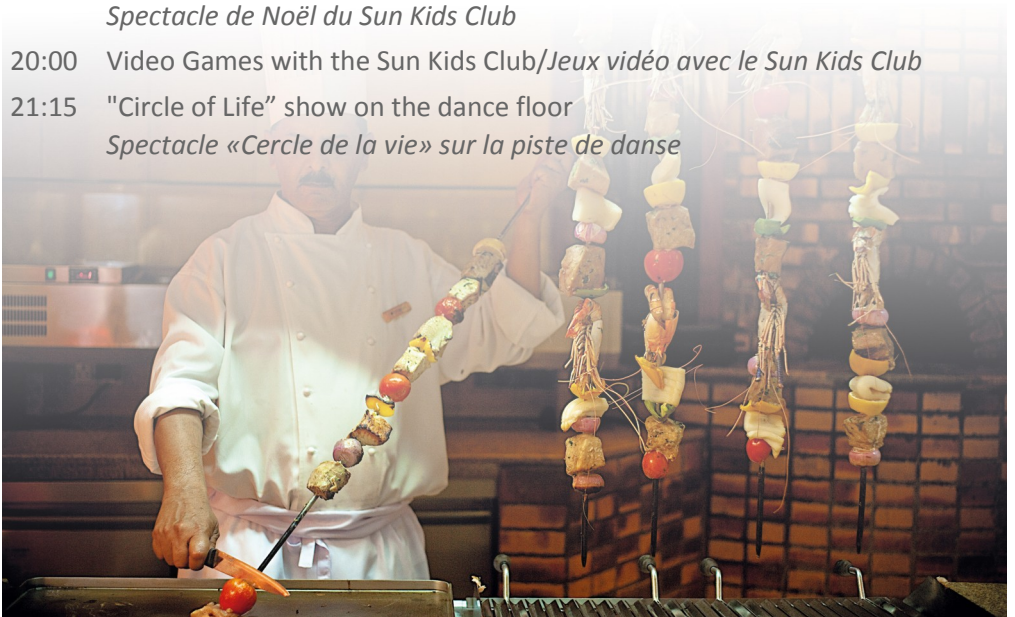 Spectacle de Noël du Sun Kids Club
20:00 Video Games with the Sun Kids Club/Jeux vidéo avec le Sun Kids Club
21:15 "Circle of Life” show on the dance floor
Spectacle «Cercle de la vie» sur la piste de danse